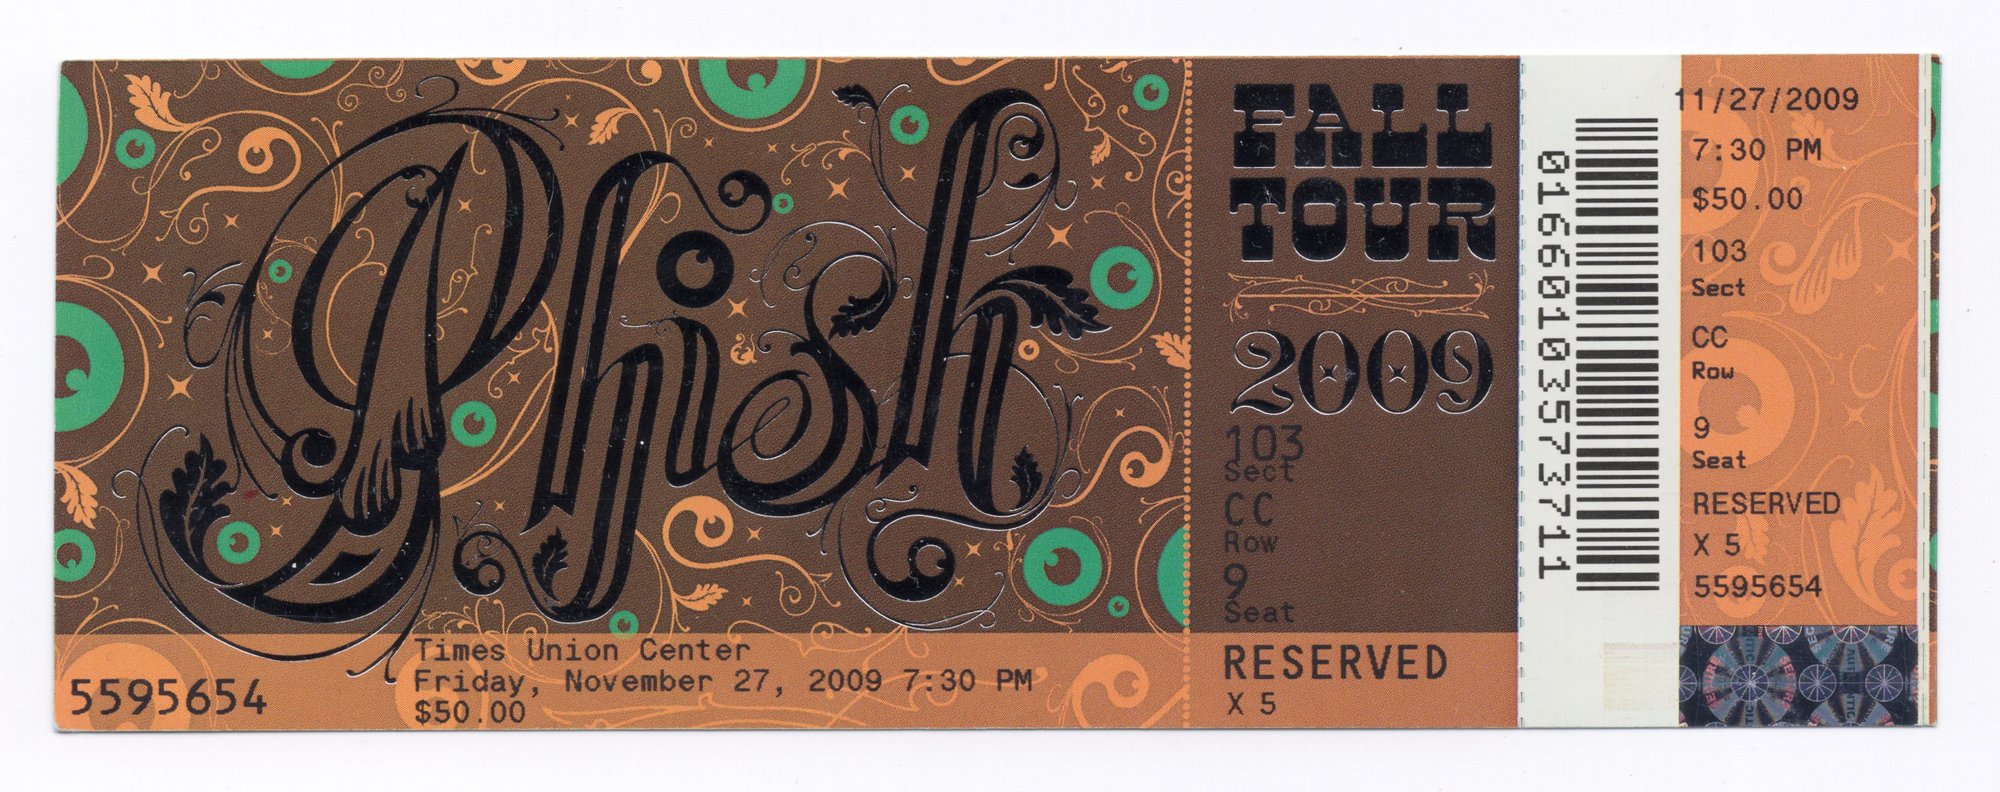 Phish
5595654
Times Union Center
Friday, November 27, 2009 7:30 PM
$50.00
FALL
TOUR
2009
103
Sect
CC
Row
9
Seat
RESERVED
X 5
01660103573711
11/27/2009
7:30 PM
$50.00
103
Sect
CC
Row
9
Seat
RESERVED
X 5
5595654